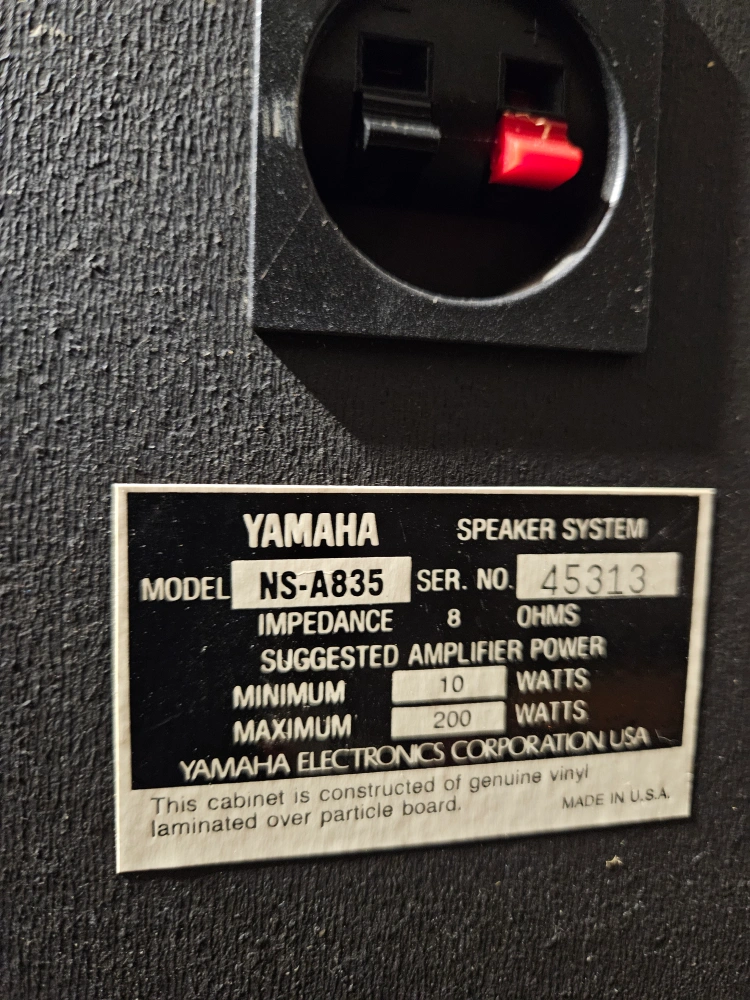 YAMAHA SPEAKER SYSTEM
MODEL NS-A835 SER. NO. 45313
IMPEDANCE 8 OHMS
SUGGESTED AMPLIFIER POWER
MINIMUM 10 WATTS
MAXIMUM 200 WATTS
YAMAHA ELECTRONICS CORPORATION USA
This cabinet is constructed of genuine vinyl
laminated over particle board. MADE IN U.S.A.